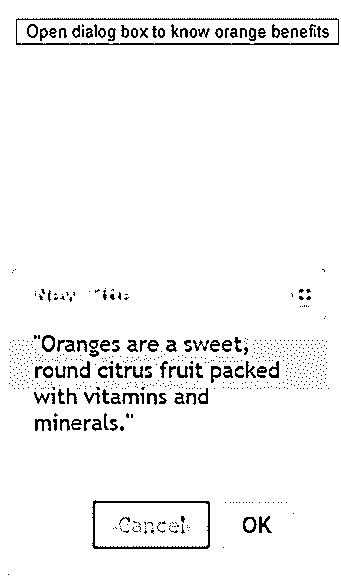 Open dialog box to know orange benefits
"Oranges are a sweet,
round citrus fruit packed
with vitamins and
minerals."
Cancel
OK